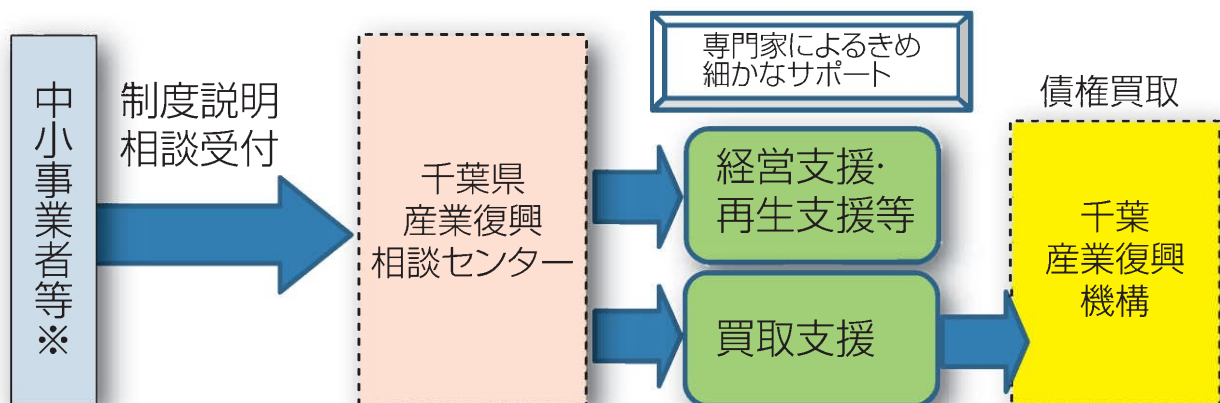 中小事業者等※
制度説明
相談受付
千葉県
産業復興
相談センター
専門家によるきめ
細かなサポート
経営支援・
再生支援等
買取支援
債権買取
千葉
産業復興
機構